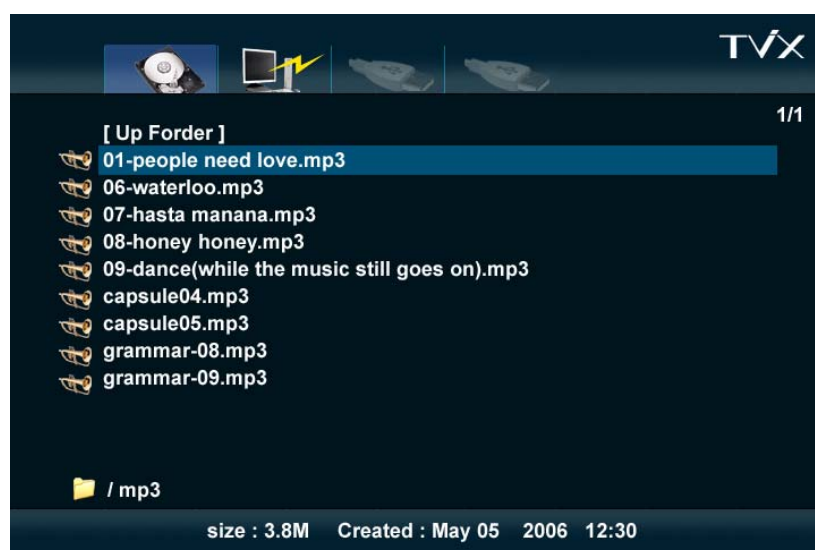 TViX
1/1
[ Up Forder ]
01-people need love.mp3
06-waterloo.mp3
07-hasta manana.mp3
08-honey honey.mp3
09-dance(while the music still goes on).mp3
capsule04.mp3
capsule05.mp3
grammar-08.mp3
grammar-09.mp3
/ mp3
size : 3.8M Created : May 05 2006 12:30